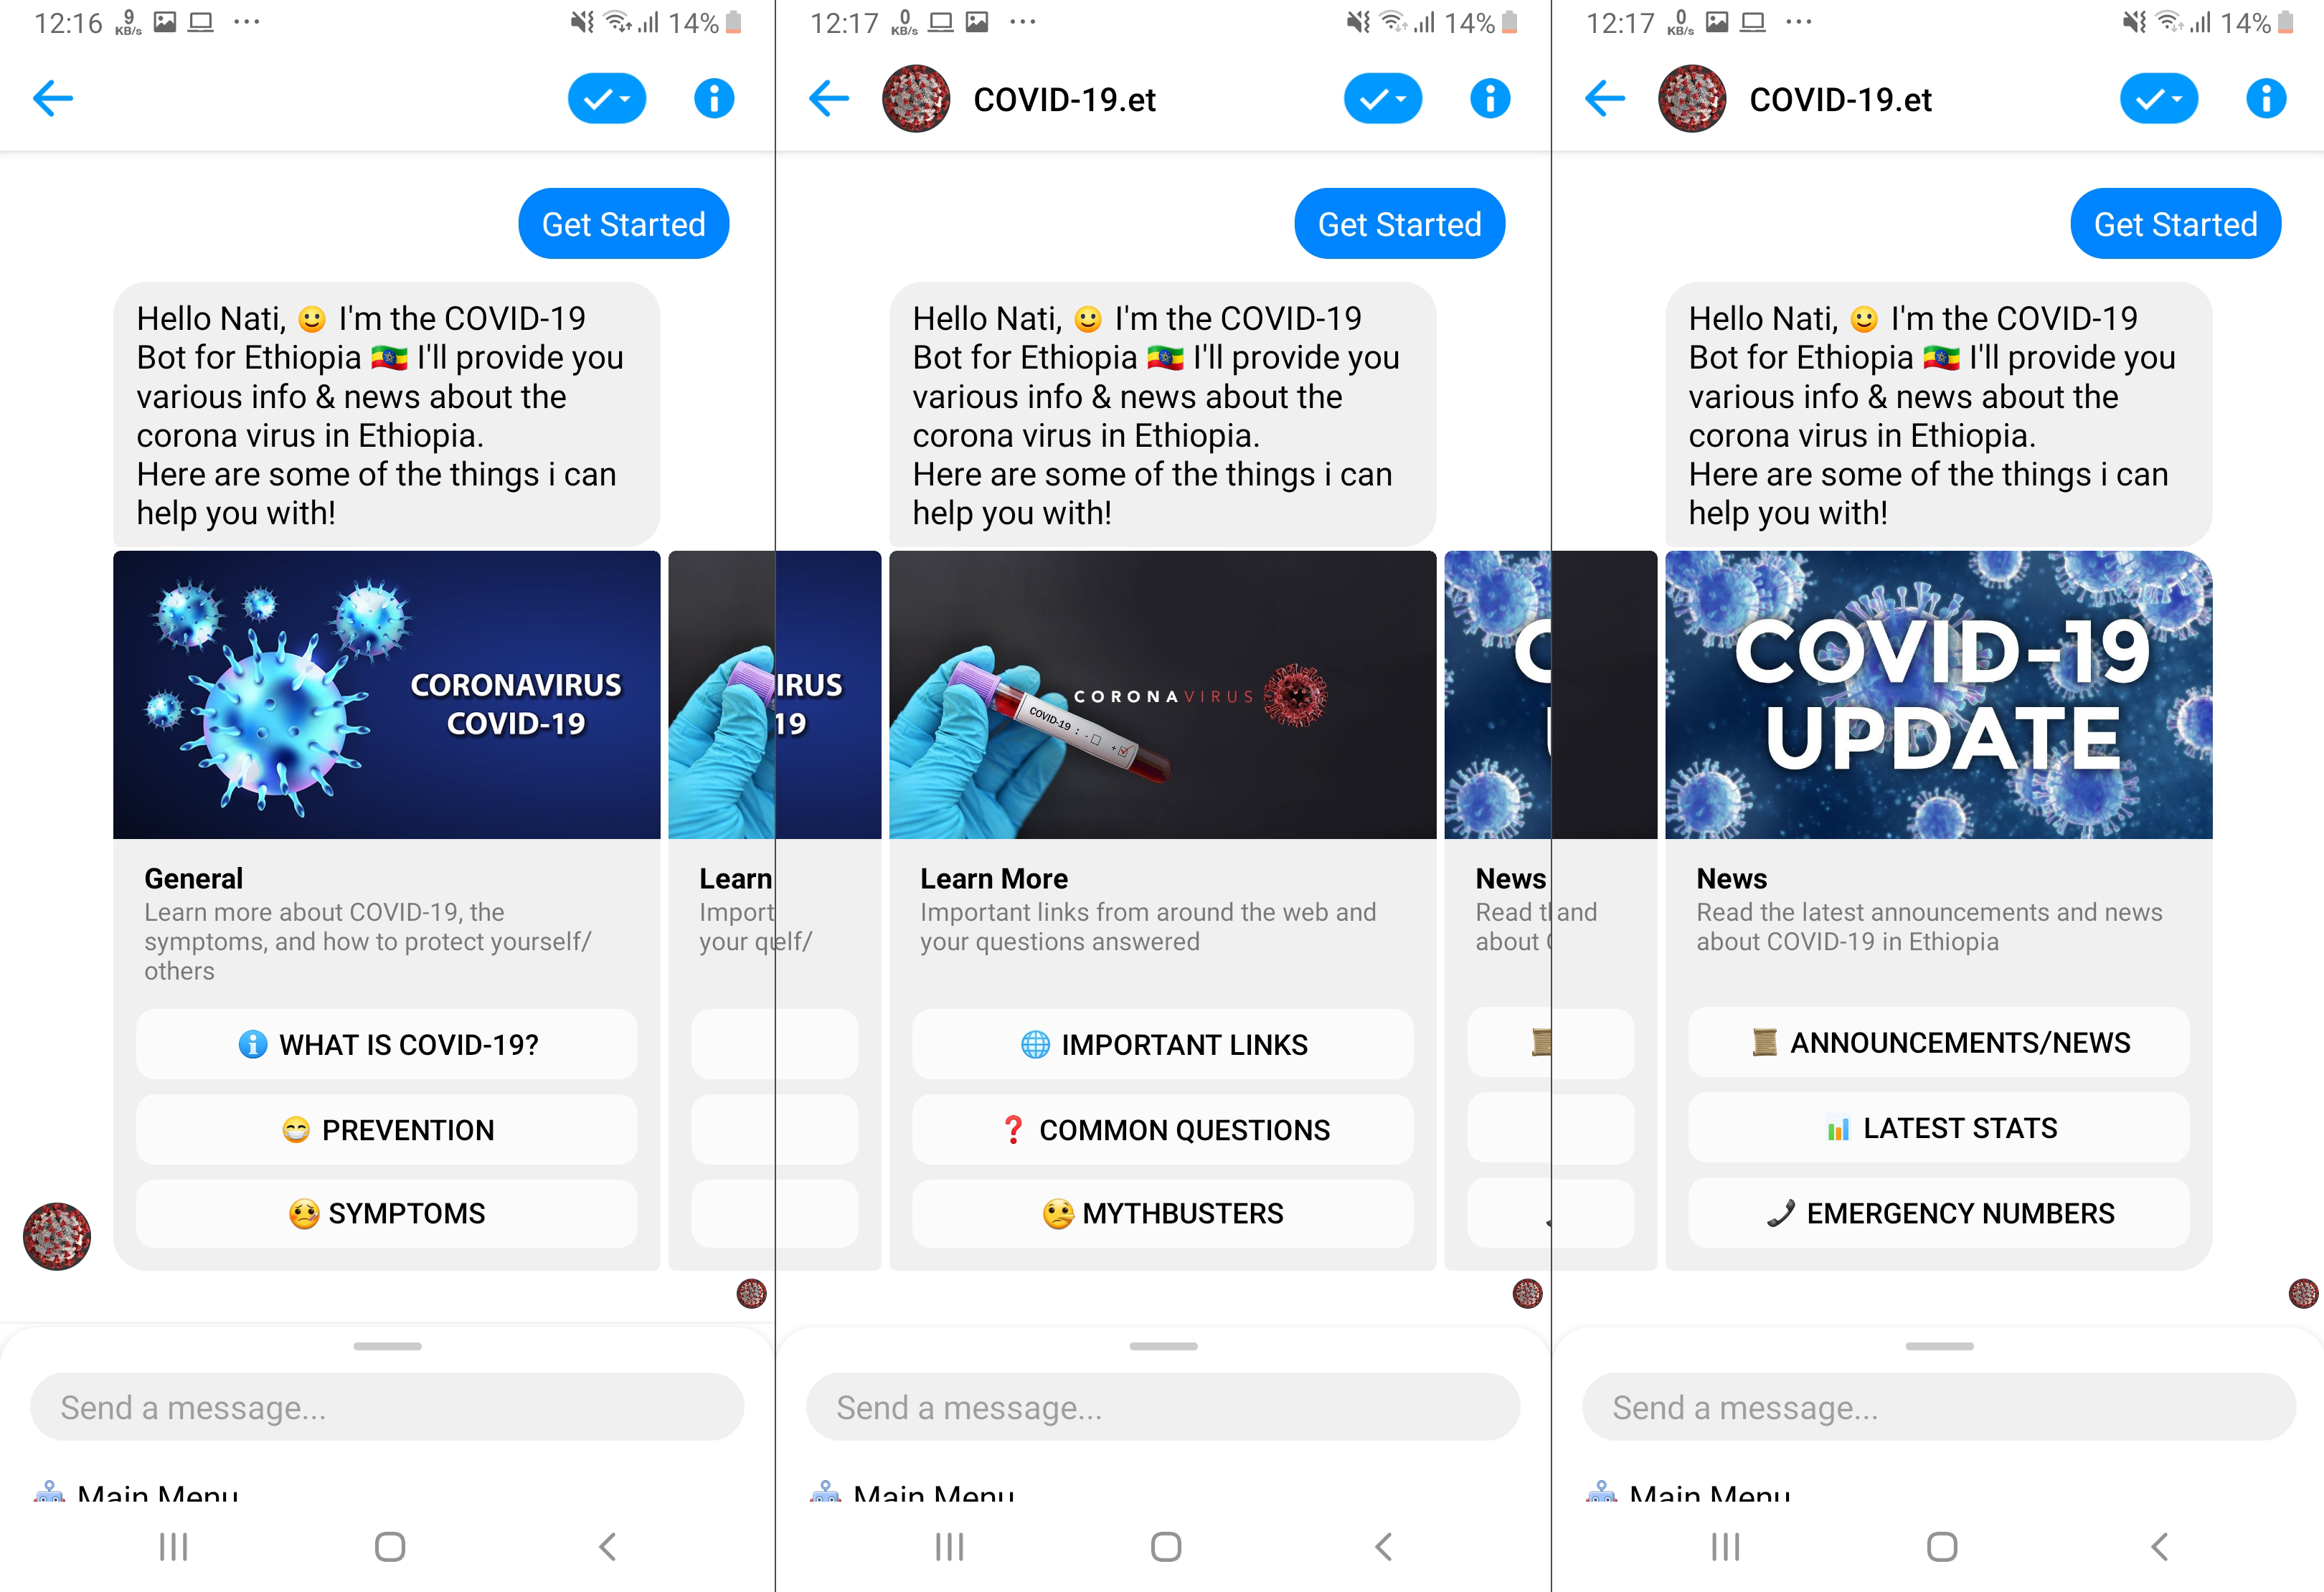 12:16 9 KB/s ... 14%
Get Started
Hello Nati, 🙂 I'm the COVID-19
Bot for Ethiopia 🇪🇹 I'll provide you
various info & news about the
corona virus in Ethiopia.
Here are some of the things i can
help you with!
CORONAVIRUS
COVID-19
General
Learn more about COVID-19, the
symptoms, and how to protect yourself/
others
ℹ️ WHAT IS COVID-19?
😷 PREVENTION
🤒 SYMPTOMS
Learn
Import
your q
Send a message...
Main Menu
12:17 0 KB/s ... 14%
COVID-19.et
Get Started
Hello Nati, 🙂 I'm the COVID-19
Bot for Ethiopia 🇪🇹 I'll provide you
various info & news about the
corona virus in Ethiopia.
Here are some of the things i can
help you with!
IRUS
19
elf/
CORONAVIRUS
COVID-19 : - +
Learn More
Important links from around the web and
your questions answered
🌐 IMPORTANT LINKS
❓ COMMON QUESTIONS
🤥 MYTHBUSTERS
News
Read t
about
Send a message...
Main Menu
12:17 0 KB/s ... 14%
COVID-19.et
Get Started
Hello Nati, 🙂 I'm the COVID-19
Bot for Ethiopia 🇪🇹 I'll provide you
various info & news about the
corona virus in Ethiopia.
Here are some of the things i can
help you with!
and
COVID-19
UPDATE
News
Read the latest announcements and news
about COVID-19 in Ethiopia
📜 ANNOUNCEMENTS/NEWS
📊 LATEST STATS
📞 EMERGENCY NUMBERS
Send a message...
Main Menu